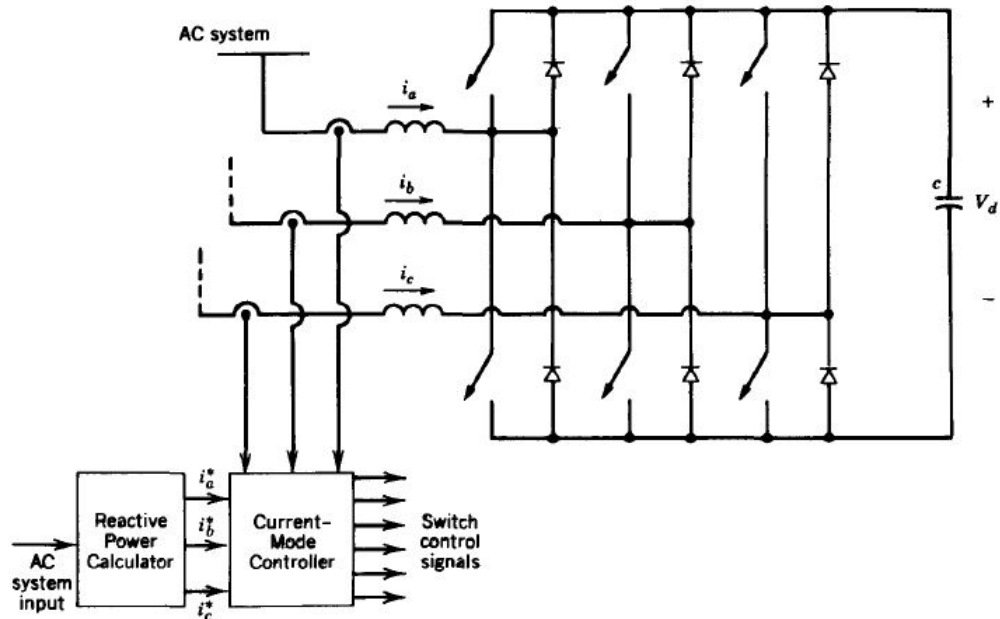 AC system
i_a
+
i_b
c
V_d
i_c
−
i_a^*
Reactive
Power
Calculator
i_b^*
Current-
Mode
Controller
Switch
control
signals
AC
system
input
i_c^*